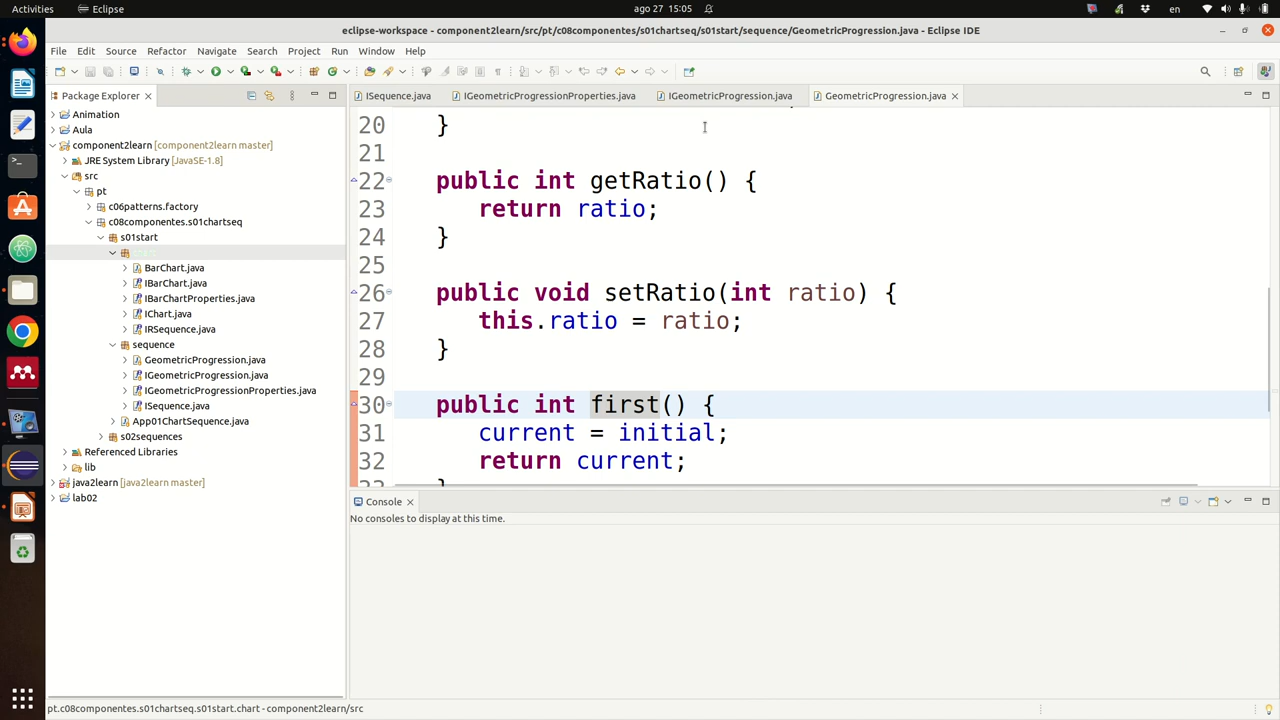 Activities
Eclipse
ago 27 15:05
en
eclipse-workspace - component2learn/src/pt/c08componentes/s01chartseq/s01start/sequence/GeometricProgression.java - Eclipse IDE
File Edit Source Refactor Navigate Search Project Run Window Help
Package Explorer
ISequence.java
IGeometricProgressionProperties.java
IGeometricProgression.java
GeometricProgression.java
Animation
Aula
component2learn [component2learn master]
JRE System Library [JavaSE-1.8]
src
pt
c06patterns.factory
c08componentes.s01chartseq
s01start
BarChart.java
IBarChart.java
IBarChartProperties.java
IChart.java
IRSequence.java
sequence
GeometricProgression.java
IGeometricProgression.java
IGeometricProgressionProperties.java
ISequence.java
App01ChartSequence.java
s02sequences
Referenced Libraries
lib
java2learn [java2learn master]
lab02
20 }
21
22 public int getRatio() {
23 return ratio;
24 }
25
26 public void setRatio(int ratio) {
27 this.ratio = ratio;
28 }
29
30 public int first() {
31 current = initial;
32 return current;
Console
No consoles to display at this time.
pt.c08componentes.s01chartseq.s01start.chart - component2learn/src